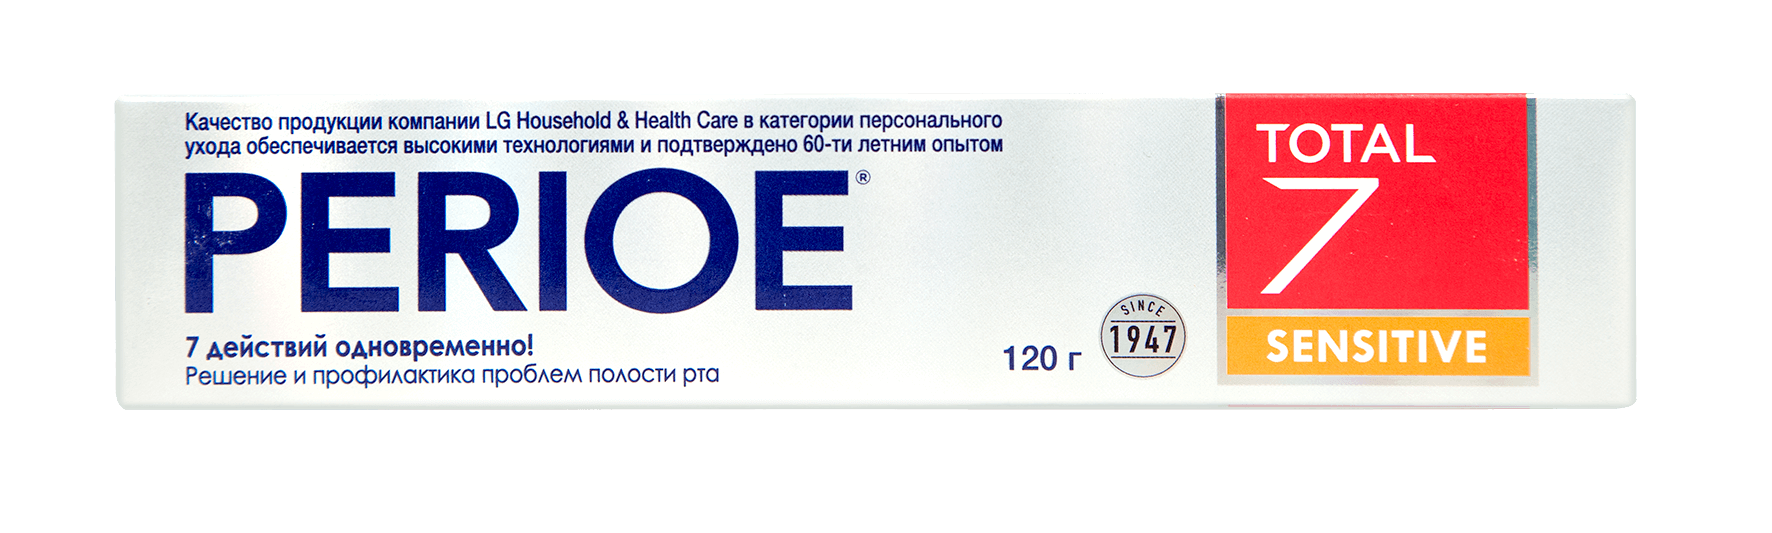 Качество продукции компании LG Household & Health Care в категории персонального
ухода обеспечивается высокими технологиями и подтверждено 60-ти летним опытом
PERIOE®
7 действий одновременно!
Решение и профилактика проблем полости рта
120 г
SINCE
1947
TOTAL
7
SENSITIVE